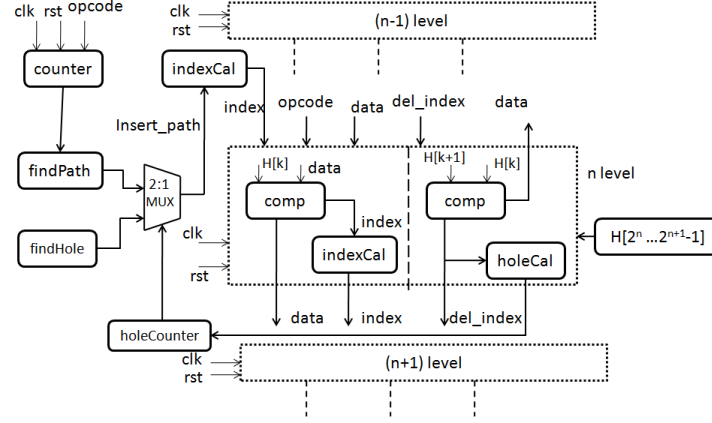 clk rst opcode
clk
rst
(n-1) level
counter
indexCal
index
opcode
data
del_index
data
Insert_path
findPath
2:1
MUX
H[k]
data
H[k+1]
H[k]
n level
comp
comp
index
clk
findHole
indexCal
holeCal
H[2ⁿ ...2ⁿ⁺¹-1]
rst
data
index
del_index
holeCounter
clk
rst
(n+1) level